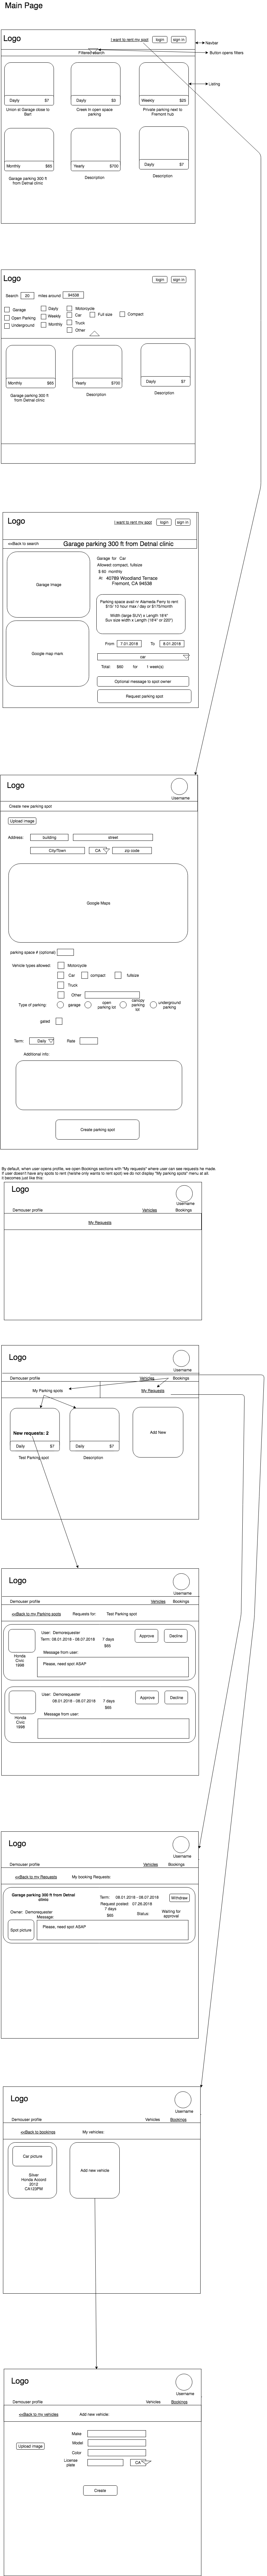 Main Page
Logo
I want to rent my spot
login
sign in
Navbar
Filtered search
Button opens filters
Listing
Dayly $7
Dayly $3
Weekly $20
Union st Garage close to Bart
Creek rn open space parking
Private parking next to Fremont hub
Monthly $65
Yearly $700
Dayly $7
Garage parking 300 ft from Detnal clinic
Description
Description
Logo
login
sign in
Search 20 miles around 94538
Garage
Open Parking
Underground
Dayly
Weekly
Monthly
Motorcycle
Car
Full size
Compact
Truck
Other
Monthly $65
Yearly $700
Dayly $7
Garage parking 300 ft from Detnal clinic
Description
Description
Logo
I want to rent my spot
login
sign in
<<Back to search
Garage parking 300 ft from Detnal clinic
Garage image
Google map mark
Garage for Car
Allowed compact, fullsize
$ 60 monthly
in 40789 Woodland Terrace
Fremont, CA 94538
Parking space avail nr Alameda Ferry to rent
$10/ 10 hour max / day or $175/month
Width (large SUV) x Length 16'4"
Suv size width x Length (18'4" or 220")
From 7.01.2018 To 8.01.2018
car
Total $60 for 1 week(s)
Optional message to spot owner
Request parking spot
Logo
Username
Create new parking spot
Upload image
Address:
building
street
City/Town
CA
zip code
Google Maps
parking space # (optional)
Vehicle types allowed:
Motorcycle
Car
compact
fullsize
Truck
Other
Type of parking
garage
open parking lot
canopy parking lot
underground parking
gated
Term: Daily Rate
Additional info:
Create parking spot
By default, when user opens profile, we open Bookings sections with "My requests" where user can see requests he made.
If user doesn't have any spots to rent (he/she only wants to rent spot) we do not display "My parking spots" menu at all.
It becomes just like this:
Logo
Username
Demouser profile
Vehicles
Bookings
My Requests
Logo
Username
Demouser profile
Vehicles
Bookings
My Parking spots
My Requests
New requests: 2
Daily $7
Daily $7
Add New
Test Parking spot
Description
Logo
Username
Demouser profile
Vehicles
Bookings
<<Back to my Parking spots
Requests for:
Test Parking spot
User: Demorequester
Term: 08.01.2018 - 08.07.2018 7 days
$65
Approve
Decline
Message from user:
Honda Civic 1998
Please, need spot ASAP
User: Demorequester
08.01.2018 - 08.07.2018 7 days
$65
Approve
Decline
Message from user:
Honda Civic 1998
Logo
Username
Demouser profile
Vehicles
Bookings
<<Back to my Requests
My booking Requests:
Garage parking 300 ft from Detnal clinic
Term: 08.01.2018 - 08.07.2018
Request posted: 07.26.2018
7 days
$65
Withdraw
Owner: Demorequester
Message:
Status:
Waiting for approval
Spot picture
Please, need spot ASAP
Logo
Username
Demouser profile
Vehicles
Bookings
<<Back to bookings
My vehicles:
Car picture
Silver
Honda Accord
2012
CA123PM
Add new vehicle
Logo
Username
Demouser profile
Vehicles
Bookings
<<Back to my vehicles
Add new vehicle:
Upload image
Make
Model
Color
License plate
CA
Create